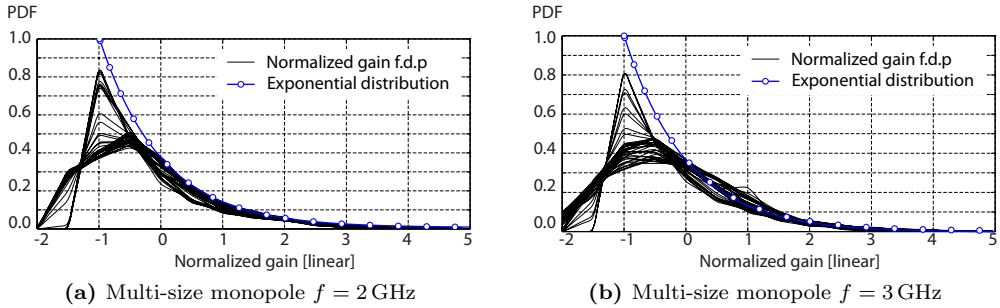 PDF
1.0
0.8
0.6
0.4
0.2
0.0
-2 -1 0 1 2 3 4 5
Normalized gain f.d.p
Exponential distribution
Normalized gain [linear]
(a) Multi-size monopole f = 2 GHz
PDF
1.0
0.8
0.6
0.4
0.2
0.0
-2 -1 0 1 2 3 4 5
Normalized gain f.d.p
Exponential distribution
Normalized gain [linear]
(b) Multi-size monopole f = 3 GHz